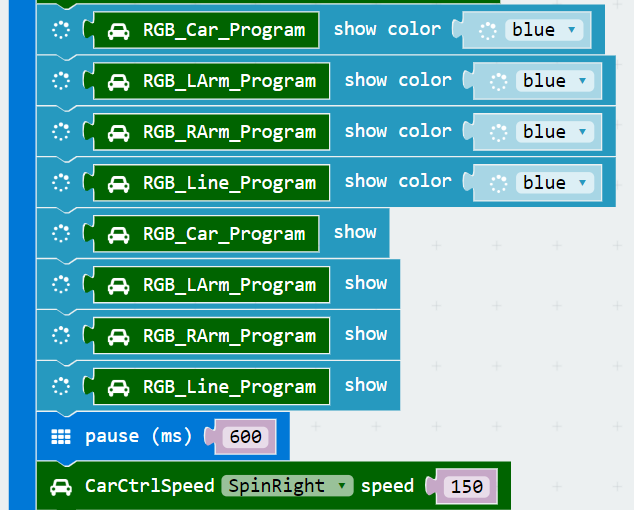 RGB_Car_Program show color blue
RGB_LArm_Program show color blue
RGB_RArm_Program show color blue
RGB_Line_Program show color blue
RGB_Car_Program show
RGB_LArm_Program show
RGB_RArm_Program show
RGB_Line_Program show
pause (ms) 600
CarCtrlSpeed SpinRight speed 150